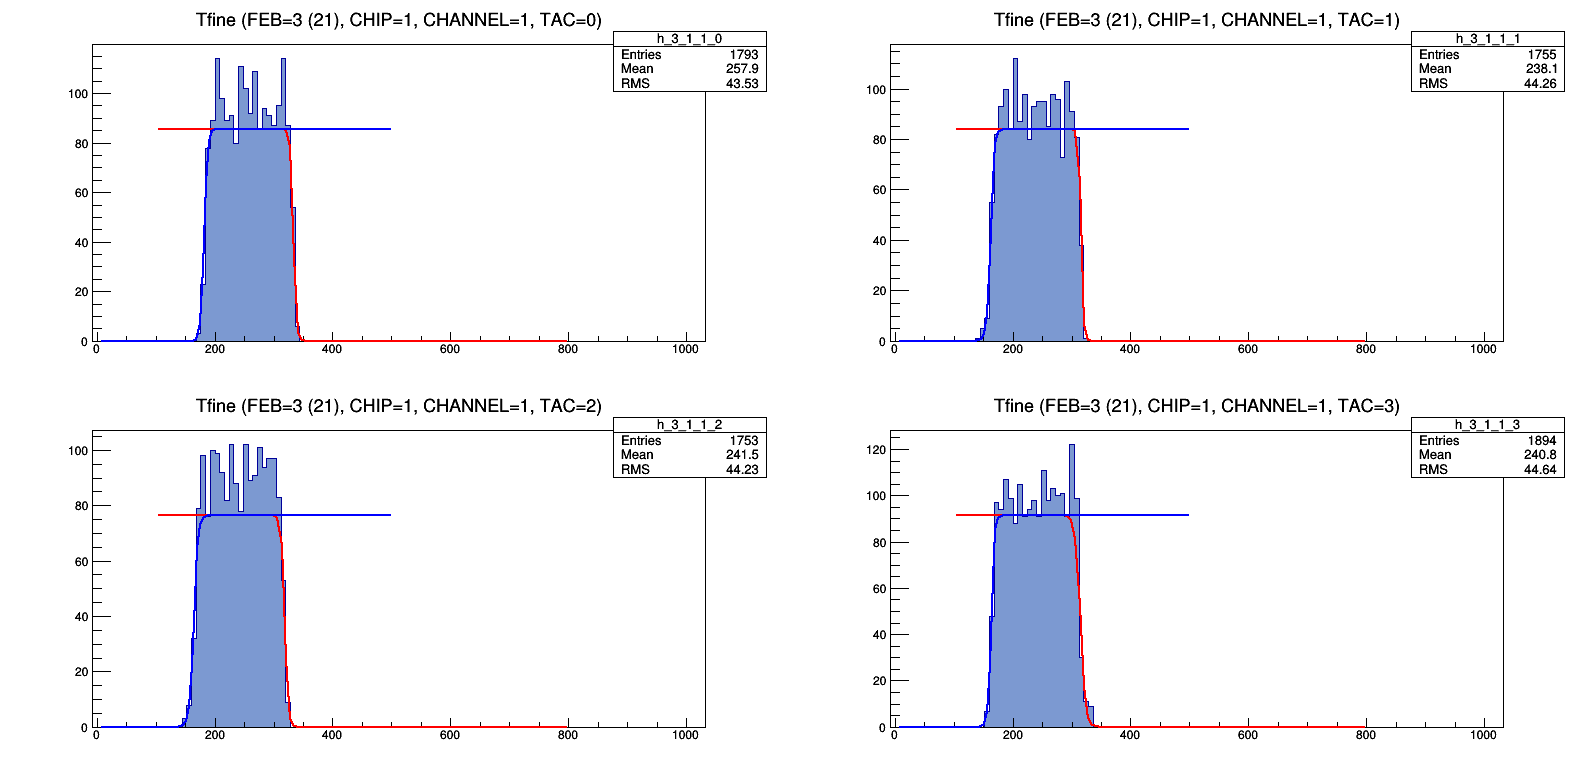 Tfine (FEB=3 (21), CHIP=1, CHANNEL=1, TAC=0)
h_3_1_1_0
Entries 1793
Mean 257.9
RMS 43.53
100
80
60
40
20
0
0 200 400 600 800 1000
Tfine (FEB=3 (21), CHIP=1, CHANNEL=1, TAC=1)
h_3_1_1_1
Entries 1755
Mean 238.1
RMS 44.26
100
80
60
40
20
0
0 200 400 600 800 1000
Tfine (FEB=3 (21), CHIP=1, CHANNEL=1, TAC=2)
h_3_1_1_2
Entries 1753
Mean 241.5
RMS 44.23
100
80
60
40
20
0
0 200 400 600 800 1000
Tfine (FEB=3 (21), CHIP=1, CHANNEL=1, TAC=3)
h_3_1_1_3
Entries 1894
Mean 240.8
RMS 44.64
120
100
80
60
40
20
0
0 200 400 600 800 1000